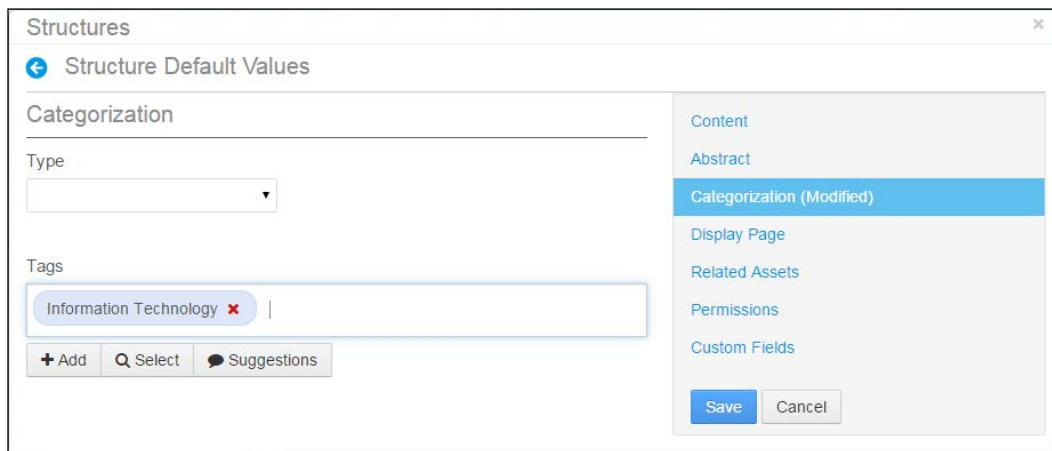 Structures
Structure Default Values
Categorization
Type
Tags
Information Technology
Add
Select
Suggestions
Content
Abstract
Categorization (Modified)
Display Page
Related Assets
Permissions
Custom Fields
Save
Cancel